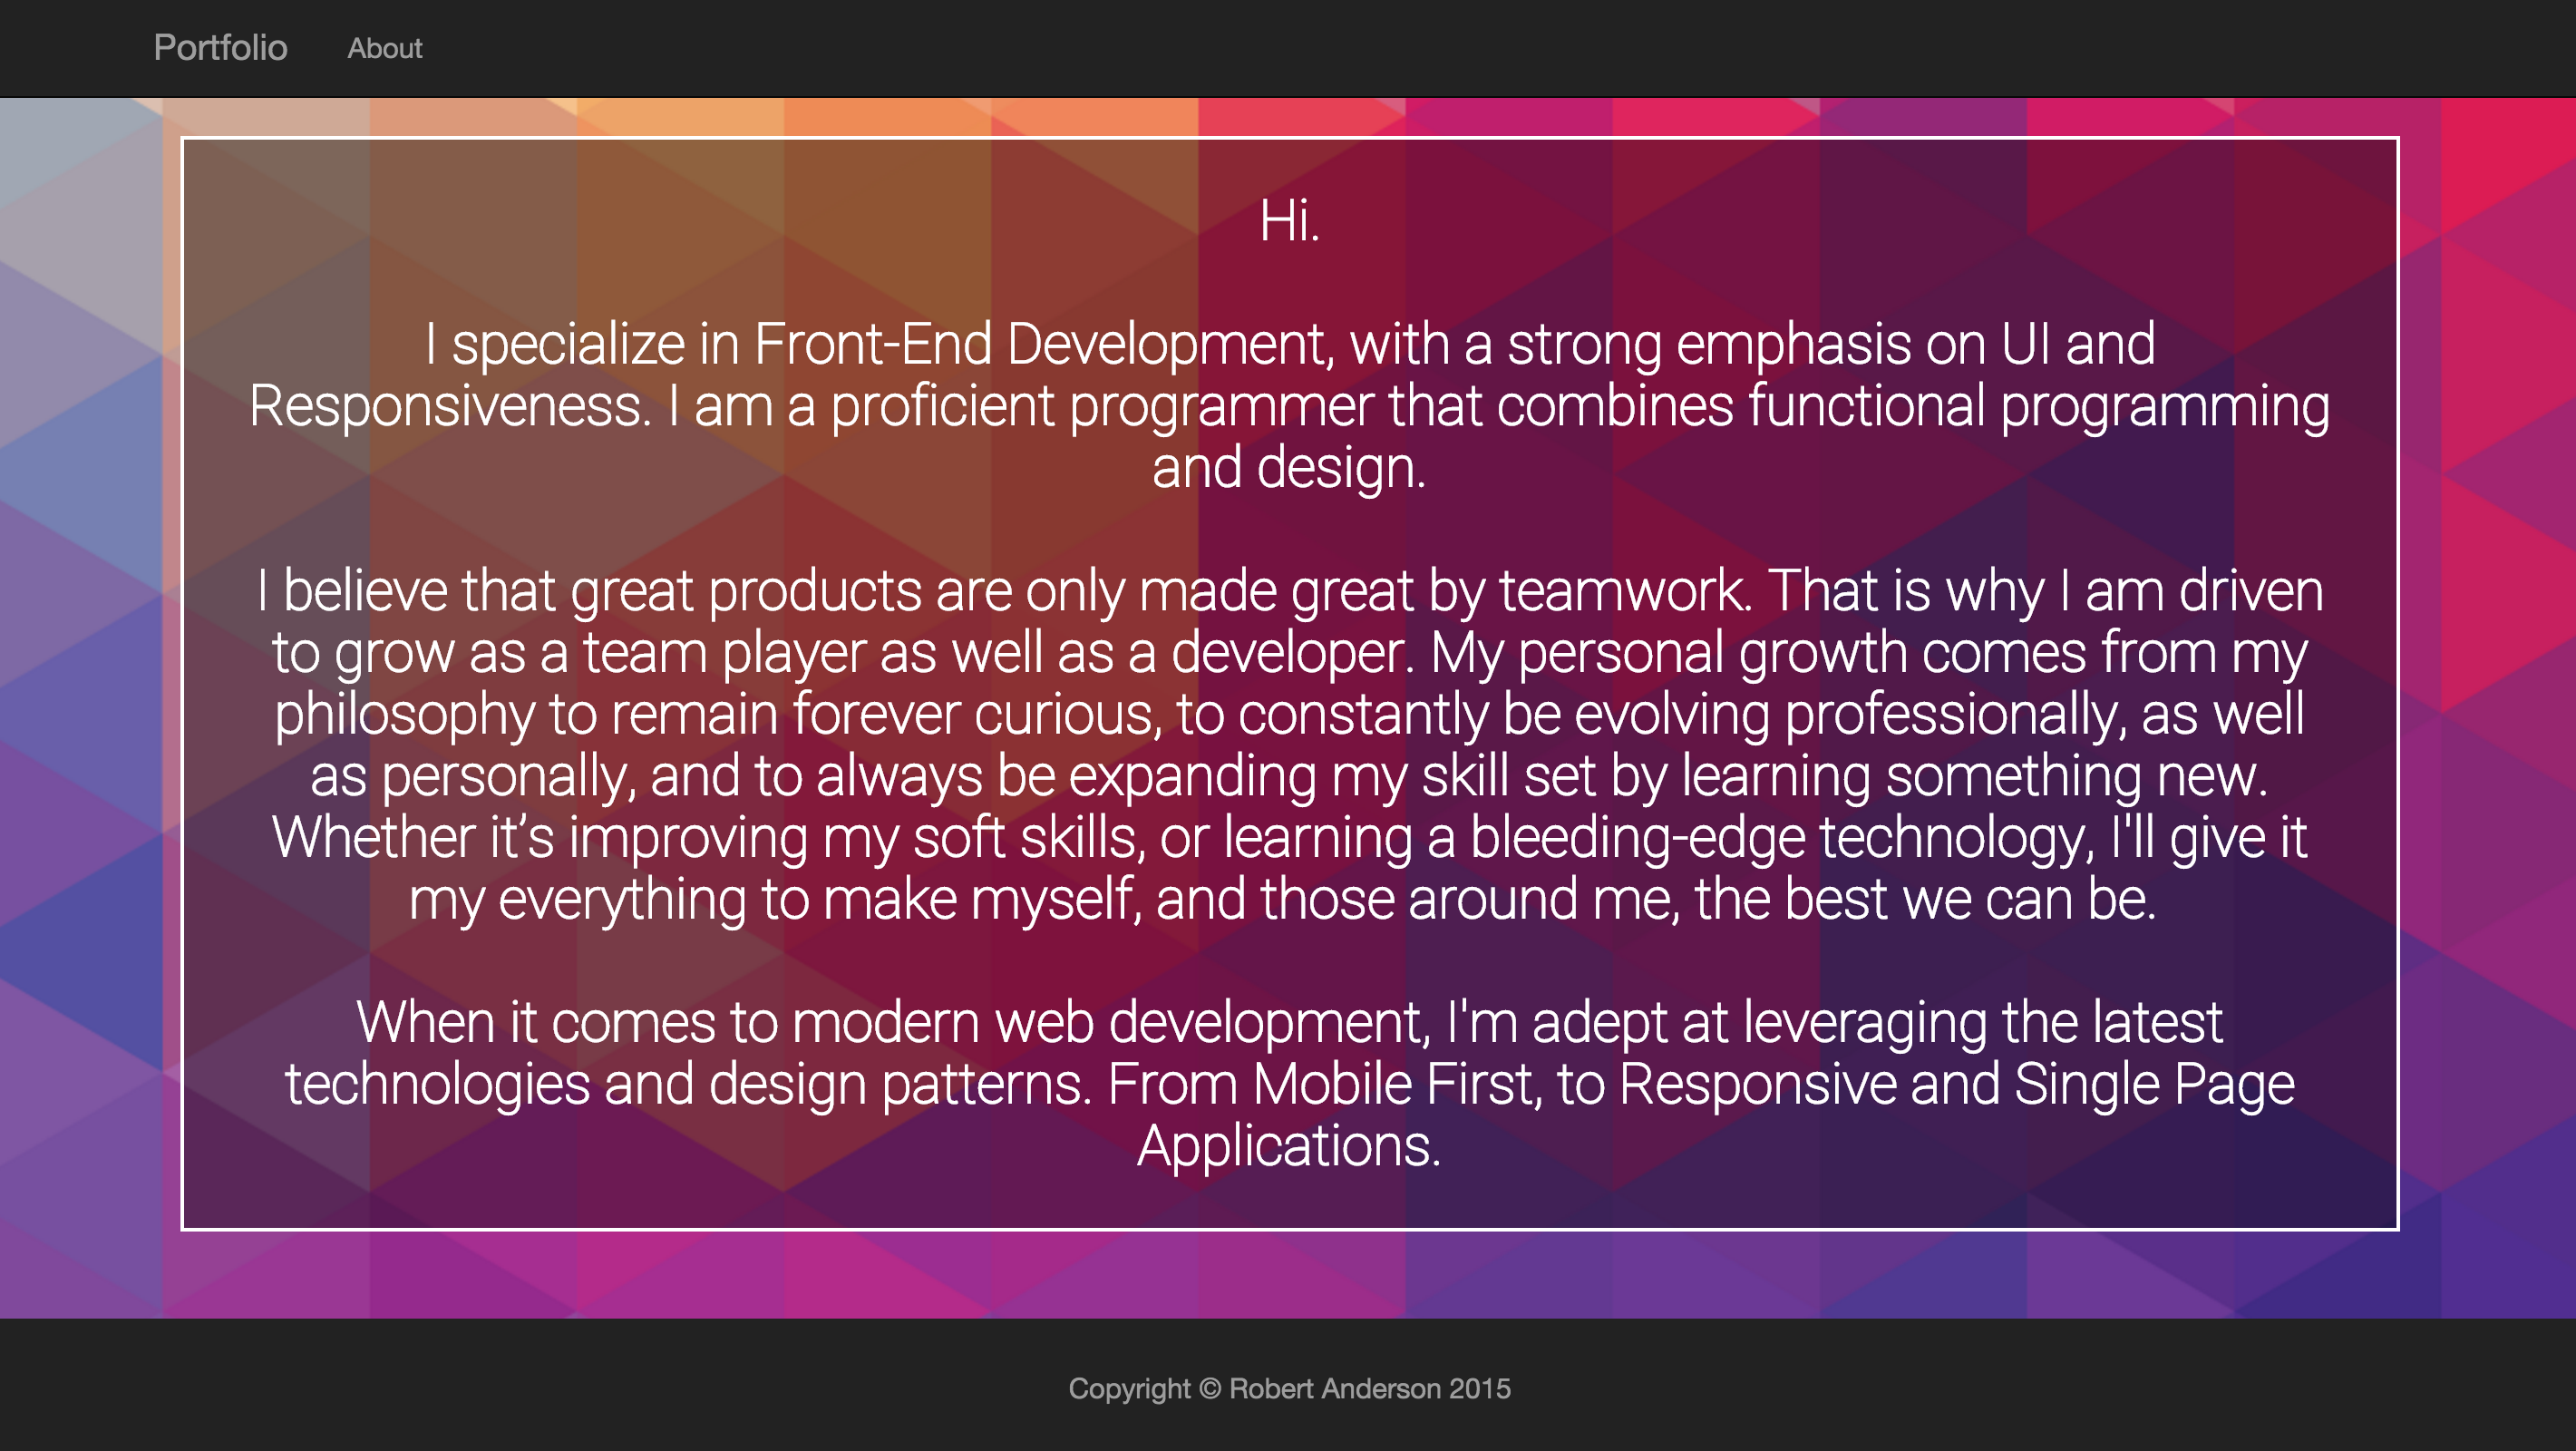 Portfolio About
Hi.
I specialize in Front-End Development, with a strong emphasis on UI and
Responsiveness. I am a proficient programmer that combines functional programming
and design.
I believe that great products are only made great by teamwork. That is why I am driven
to grow as a team player as well as a developer. My personal growth comes from my
philosophy to remain forever curious, to constantly be evolving professionally, as well
as personally, and to always be expanding my skill set by learning something new.
Whether it’s improving my soft skills, or learning a bleeding-edge technology, I'll give it
my everything to make myself, and those around me, the best we can be.
When it comes to modern web development, I'm adept at leveraging the latest
technologies and design patterns. From Mobile First, to Responsive and Single Page
Applications.
Copyright © Robert Anderson 2015